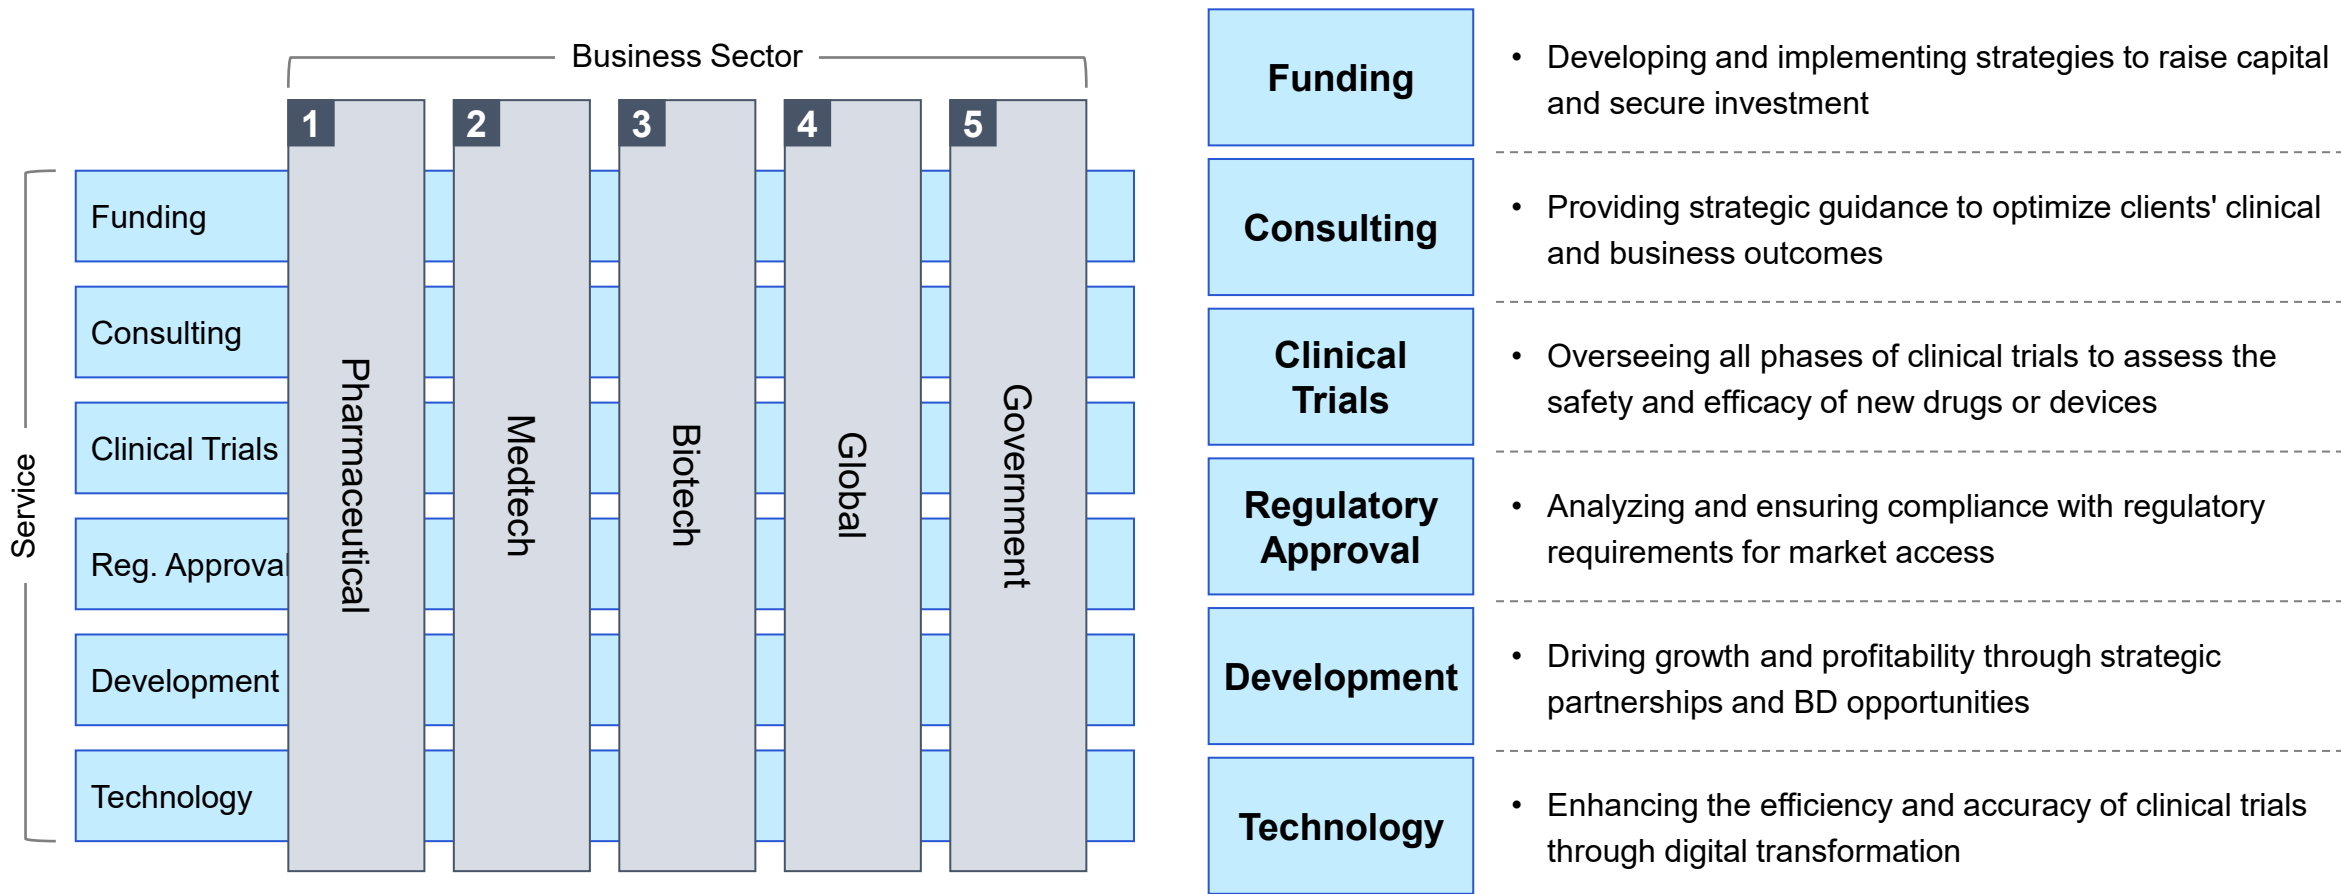 Business Sector
1
2
3
4
5
Service
Funding
Consulting
Clinical Trials
Reg. Approval
Development
Technology
Pharmaceutical
Medtech
Biotech
Global
Government
Funding
• Developing and implementing strategies to raise capital
and secure investment
Consulting
• Providing strategic guidance to optimize clients' clinical
and business outcomes
Clinical
Trials
• Overseeing all phases of clinical trials to assess the
safety and efficacy of new drugs or devices
Regulatory
Approval
• Analyzing and ensuring compliance with regulatory
requirements for market access
Development
• Driving growth and profitability through strategic
partnerships and BD opportunities
Technology
• Enhancing the efficiency and accuracy of clinical trials
through digital transformation